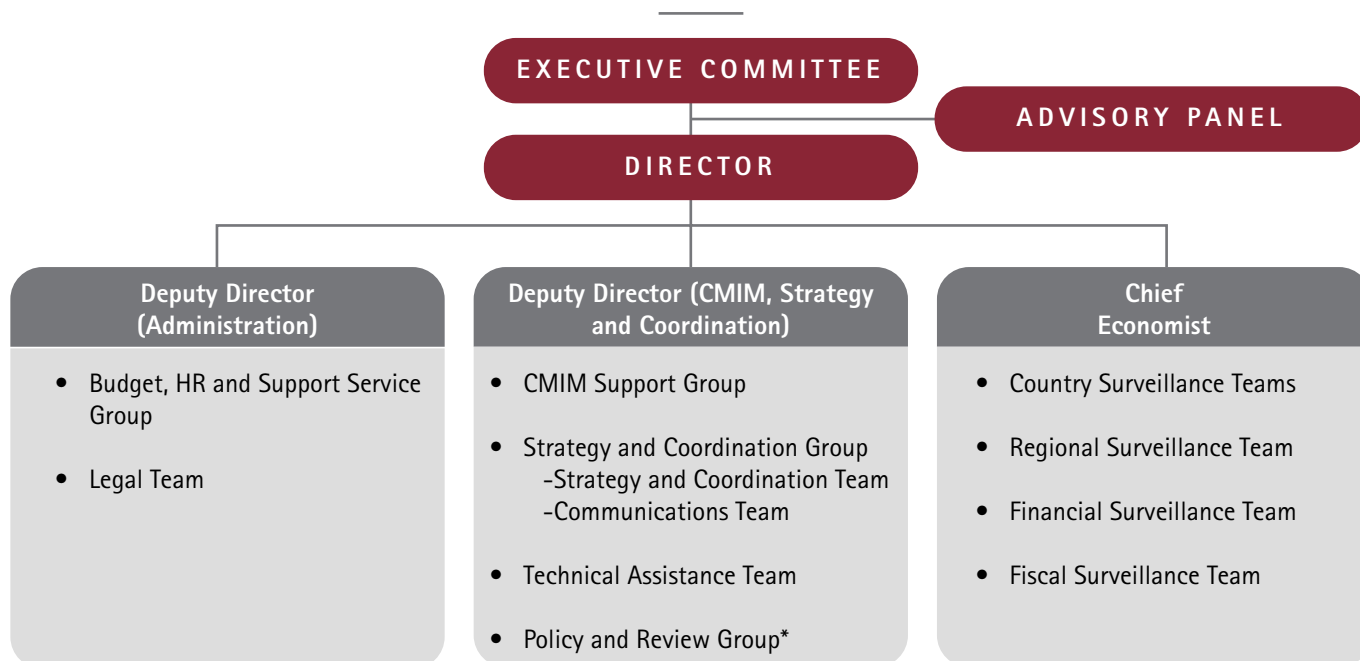 EXECUTIVE COMMITTEE
ADVISORY PANEL
DIRECTOR
Deputy Director
(Administration)
• Budget, HR and Support Service
Group
• Legal Team
Deputy Director (CMIM, Strategy
and Coordination)
• CMIM Support Group
• Strategy and Coordination Group
-Strategy and Coordination Team
-Communications Team
• Technical Assistance Team
• Policy and Review Group*
Chief
Economist
• Country Surveillance Teams
• Regional Surveillance Team
• Financial Surveillance Team
• Fiscal Surveillance Team